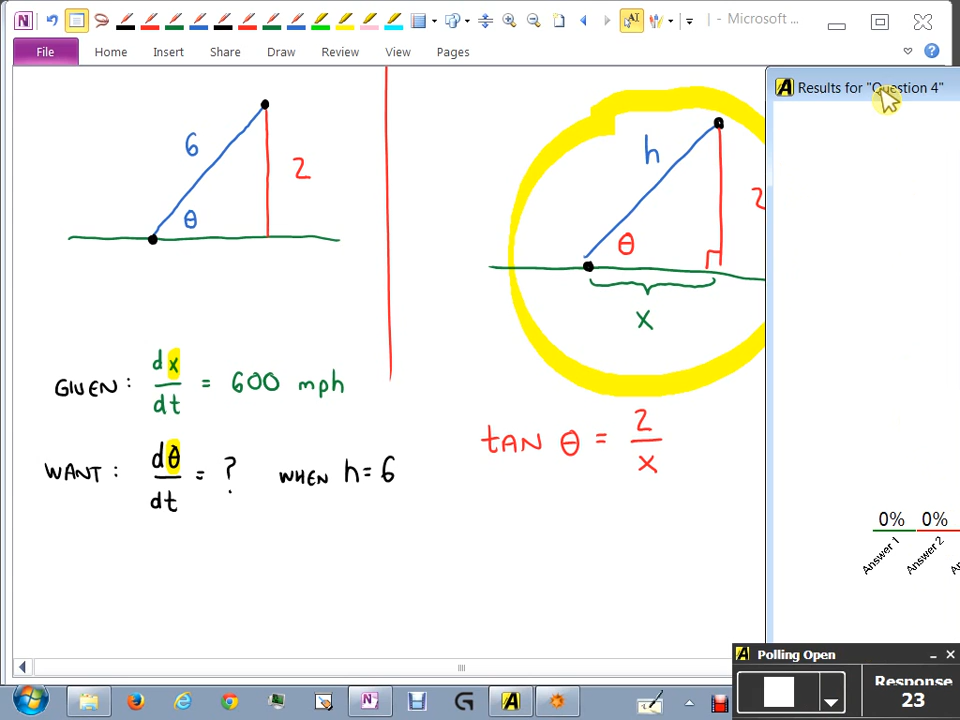 Microsoft ...
File Home Insert Share Draw Review View Pages
Results for "Question 4"
6
2
θ
h
2
θ
x
GIVEN: dx/dt = 600 mph
tan θ = 2/x
WANT: dθ/dt = ? WHEN h = 6
0% 0%
Answer 1 Answer 2
Polling Open
Response
23